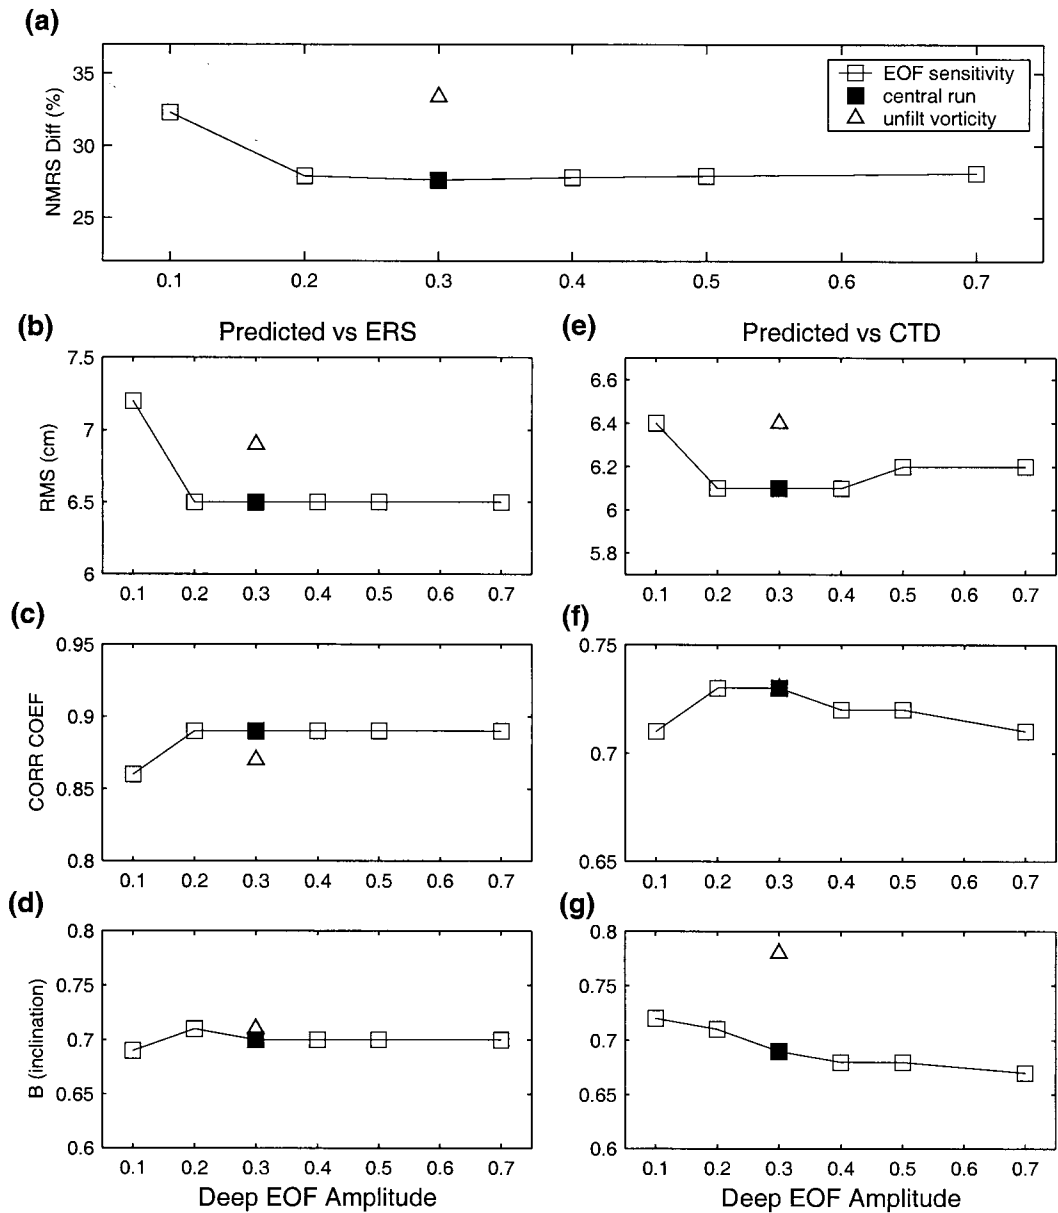 (a)
NMRS Diff (%)
35
30
25
EOF sensitivity
central run
unfilt vorticity
0.1 0.2 0.3 0.4 0.5 0.6 0.7
(b)
Predicted vs ERS
RMS (cm)
7.5
7
6.5
6
0.1 0.2 0.3 0.4 0.5 0.6 0.7
(e)
Predicted vs CTD
6.6
6.4
6.2
6
5.8
0.1 0.2 0.3 0.4 0.5 0.6 0.7
(c)
CORR COEF
0.95
0.9
0.85
0.8
0.1 0.2 0.3 0.4 0.5 0.6 0.7
(f)
0.75
0.7
0.65
0.1 0.2 0.3 0.4 0.5 0.6 0.7
(d)
B (inclination)
0.8
0.75
0.7
0.65
0.6
0.1 0.2 0.3 0.4 0.5 0.6 0.7
Deep EOF Amplitude
(g)
0.8
0.75
0.7
0.65
0.6
0.1 0.2 0.3 0.4 0.5 0.6 0.7
Deep EOF Amplitude